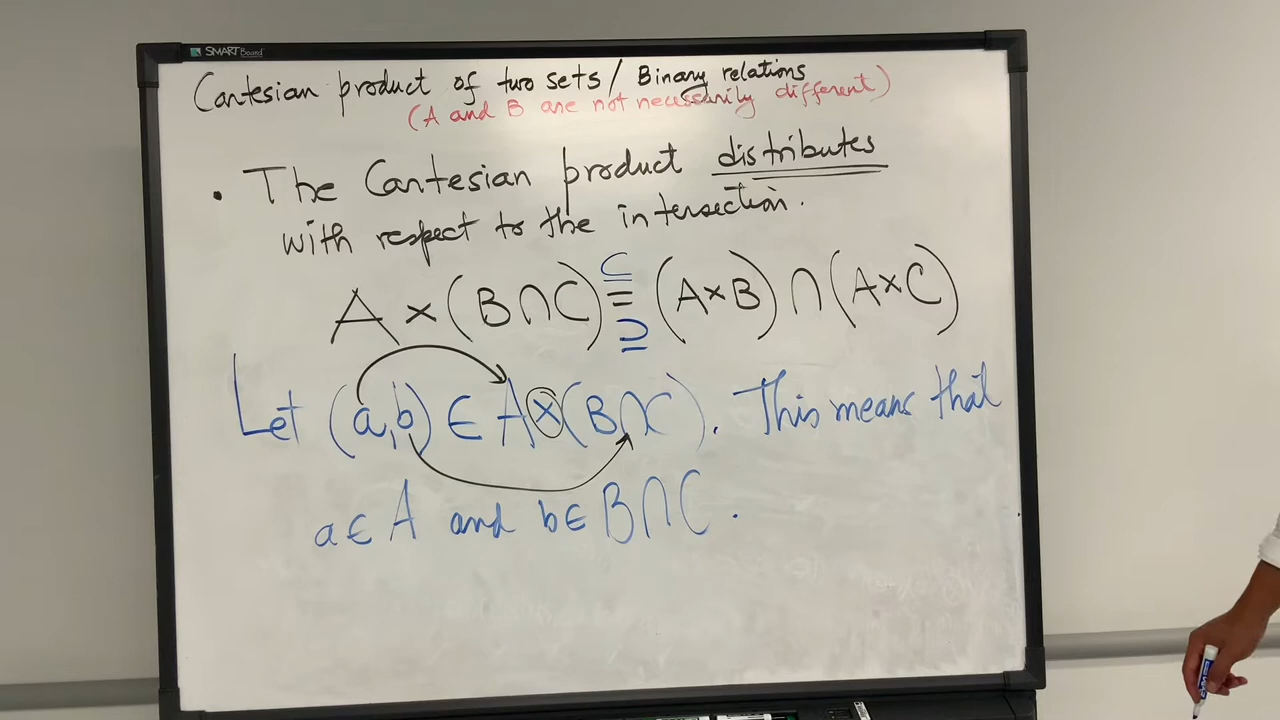 SMART Board
Cartesian product of two sets / Binary relations
(A and B are not necessarily different)
• The Cartesian product distributes
with respect to the intersection.
A × (B ∩ C) = (A × B) ∩ (A × C)
⊆
⊇
Let (a,b) ∈ A × (B ∩ C). This means that
a ∈ A and b ∈ B ∩ C.